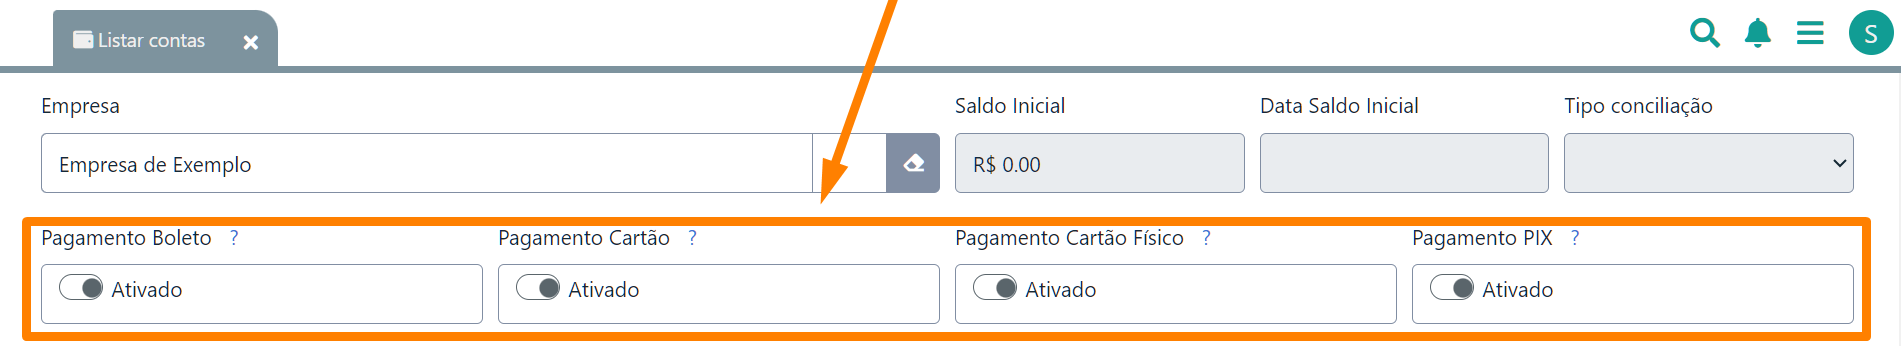 Listar contas
S
Empresa
Saldo Inicial
Data Saldo Inicial
Tipo conciliação
Empresa de Exemplo
R$ 0.00
Pagamento Boleto ?
Pagamento Cartão ?
Pagamento Cartão Físico ?
Pagamento PIX ?
Ativado
Ativado
Ativado
Ativado